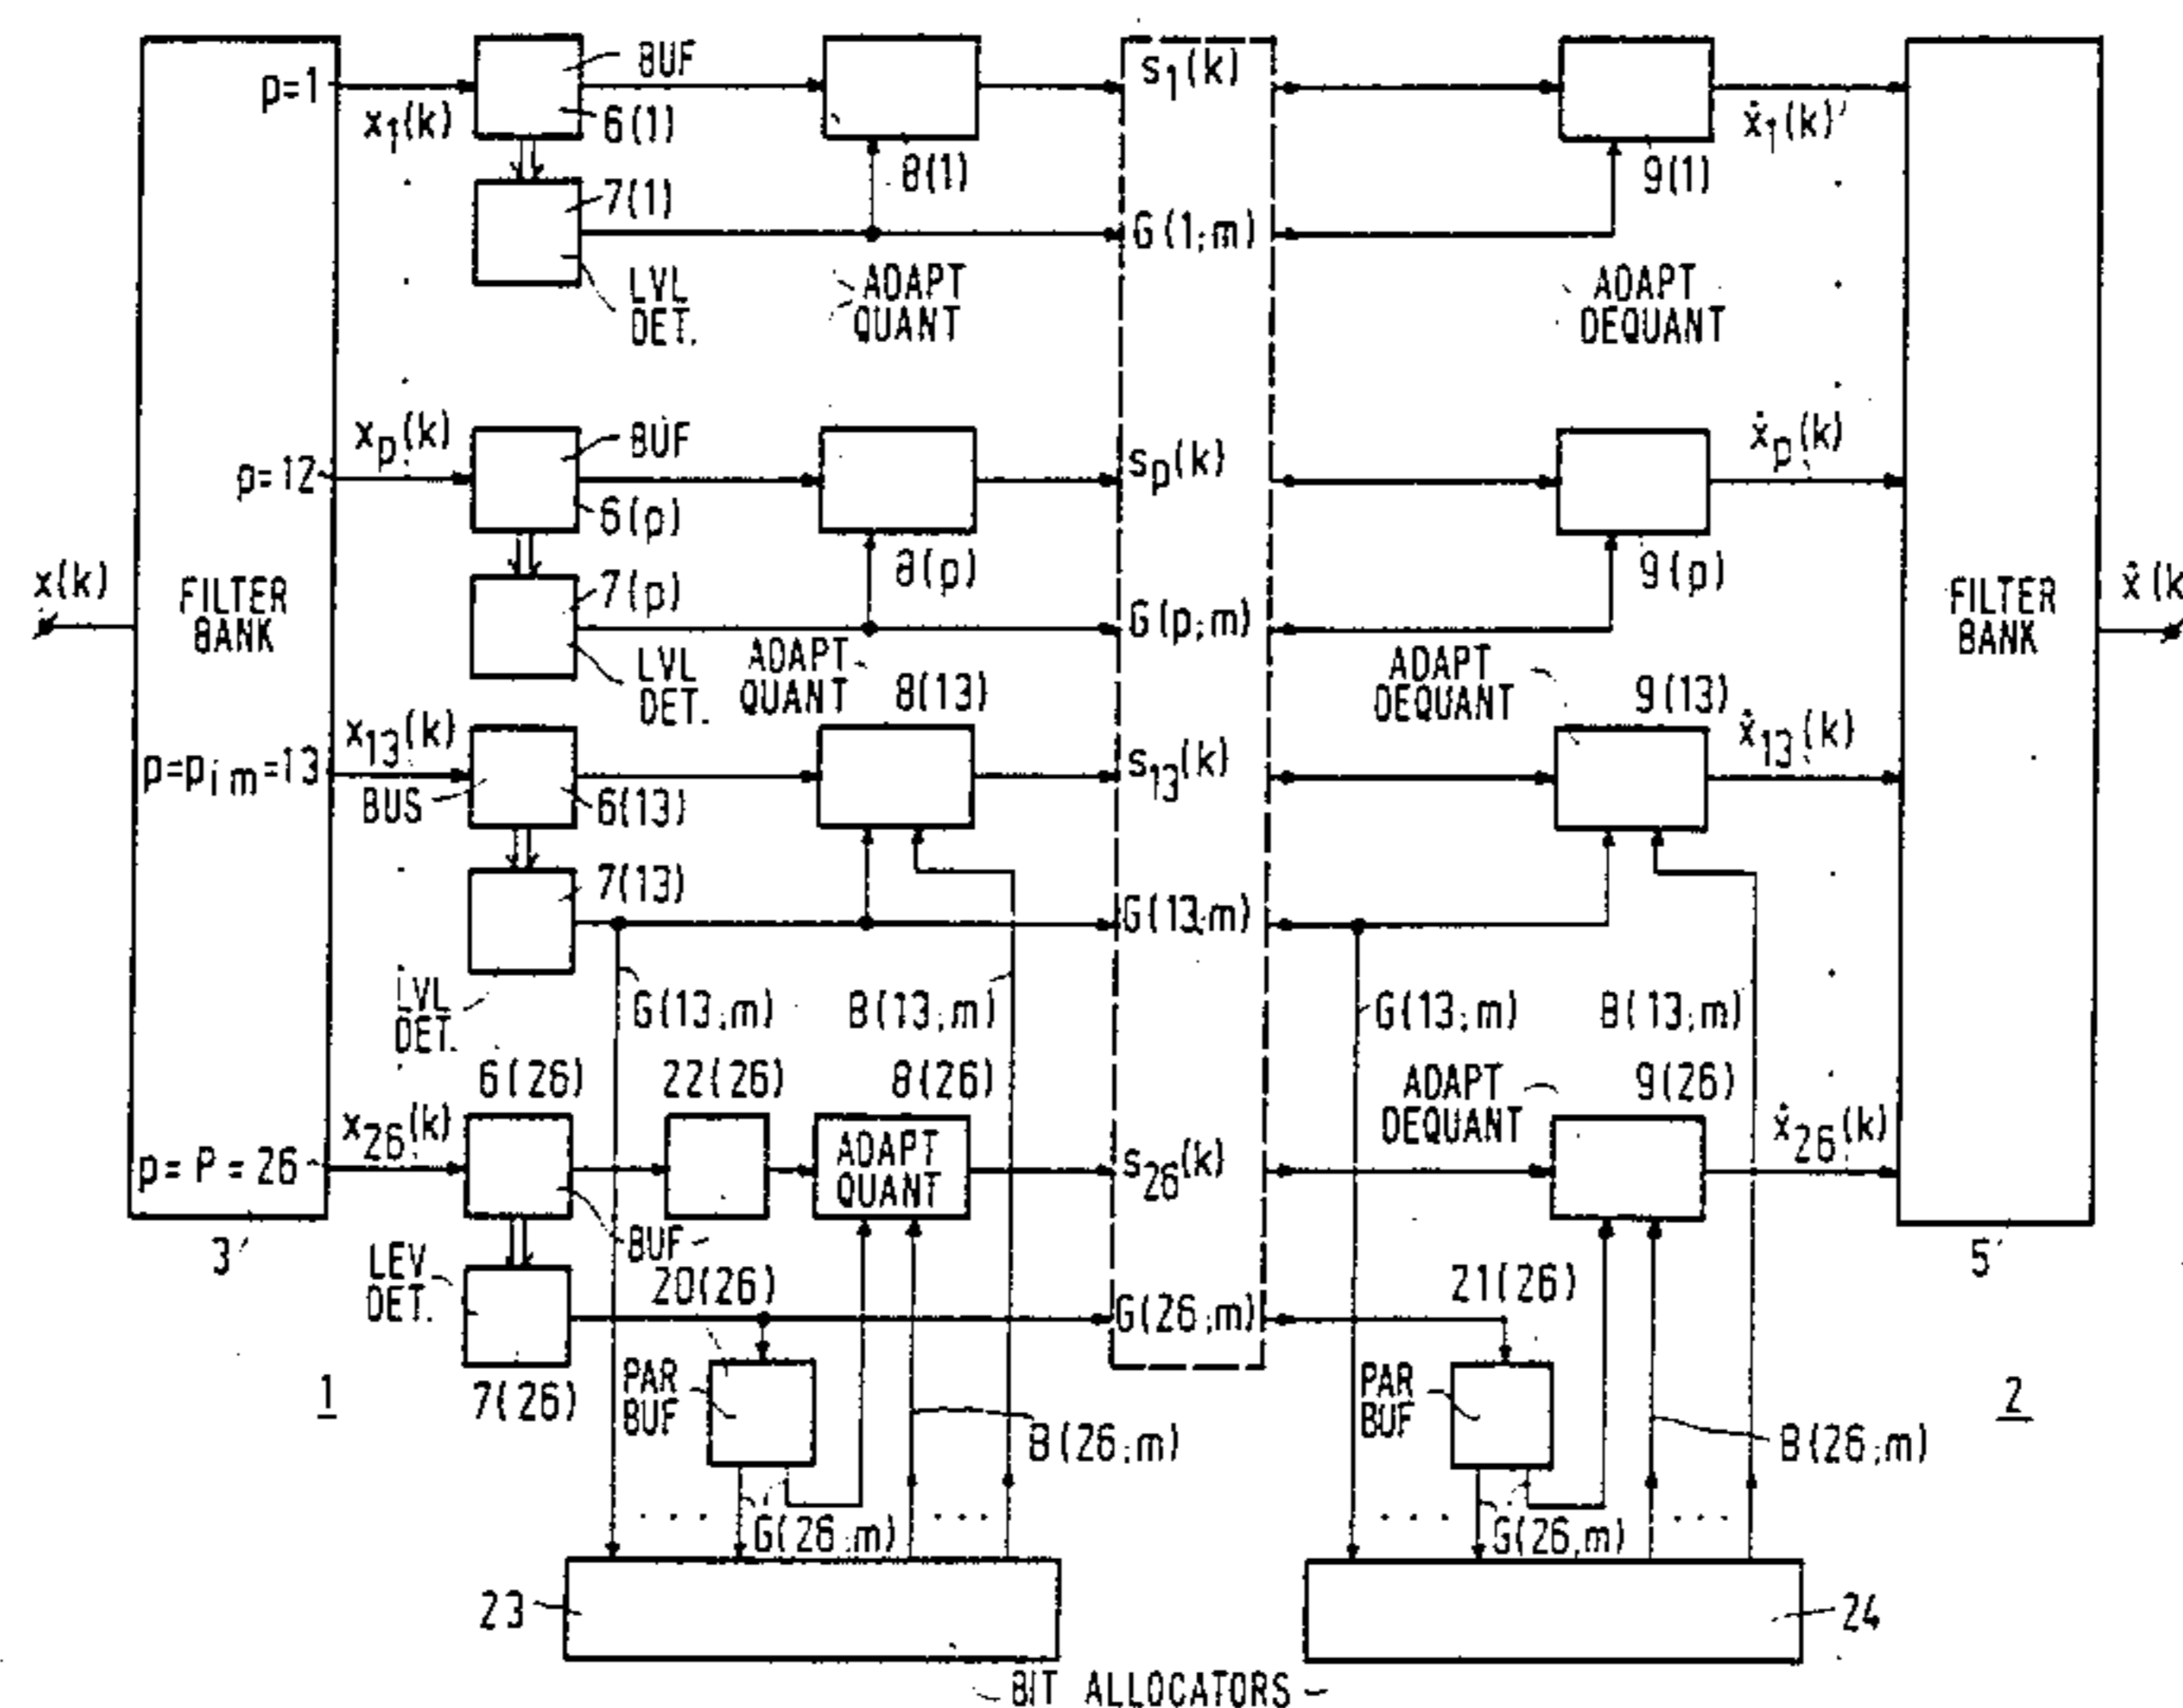 p=1
x1(k)
BUF
6(1)
8(1)
s1(k)
9(1)
x̂1(k)
7(1)
G(1;m)
LVL
DET.
ADAPT
QUANT
ADAPT
DEQUANT
xp(k)
p=12
BUF
6(p)
8(p)
sp(k)
9(p)
x̂p(k)
x(k)
FILTER
BANK
7(p)
LVL
DET.
G(p;m)
FILTER
BANK
x̂(k
ADAPT
QUANT
8(13)
ADAPT
DEQUANT
9(13)
x13(k)
p=pim=13
BUS
6(13)
s13(k)
x̂13(k)
7(13)
G(13;m)
LVL
DET.
G(13;m)
B(13;m)
G(13;m)
B(13;m)
6(26)
22(26)
8(26)
ADAPT
DEQUANT
9(26)
x26(k)
p=P=26
ADAPT
QUANT
s26(k)
x̂26(k)
3'
BUF
5'
LEV
DET.
20(26)
G(26;m)
21(26)
1
7(26)
PAR
BUF
B(26;m)
PAR
BUF
B(26;m)
2
G(26;m)
G(26;m)
23
24
BIT ALLOCATORS